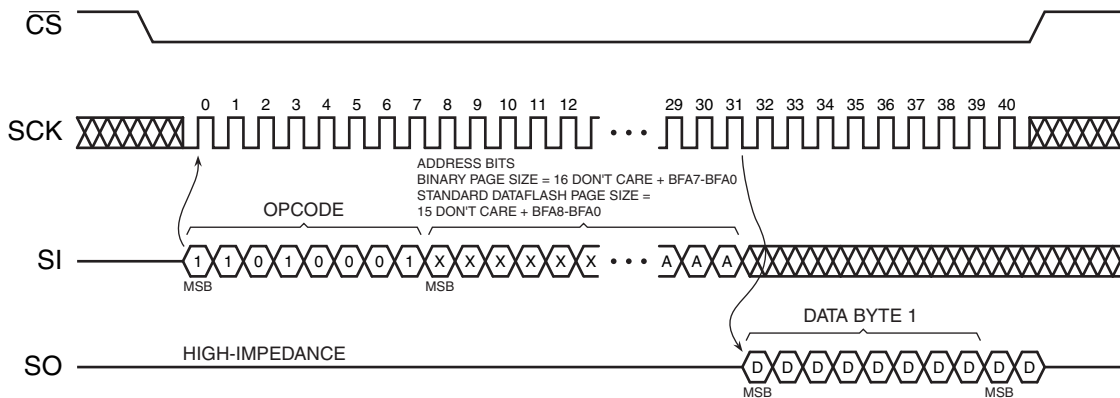 CS
SCK
0 1 2 3 4 5 6 7 8 9 10 11 12 29 30 31 32 33 34 35 36 37 38 39 40
ADDRESS BITS
BINARY PAGE SIZE = 16 DON'T CARE + BFA7-BFA0
STANDARD DATAFLASH PAGE SIZE =
15 DON'T CARE + BFA8-BFA0
OPCODE
SI
1 1 0 1 0 0 0 1 X X X X X X A A A
MSB MSB
DATA BYTE 1
SO
HIGH-IMPEDANCE
D D D D D D D D D D
MSB MSB